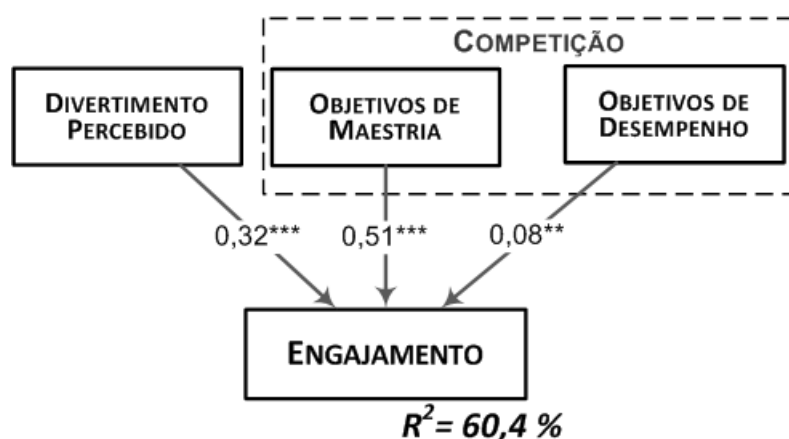 COMPETIÇÃO
DIVERTIMENTO
PERCEBIDO
OBJETIVOS DE
MAESTRIA
OBJETIVOS DE
DESEMPENHO
0,32***
0,51***
0,08**
ENGAJAMENTO
R²= 60,4 %